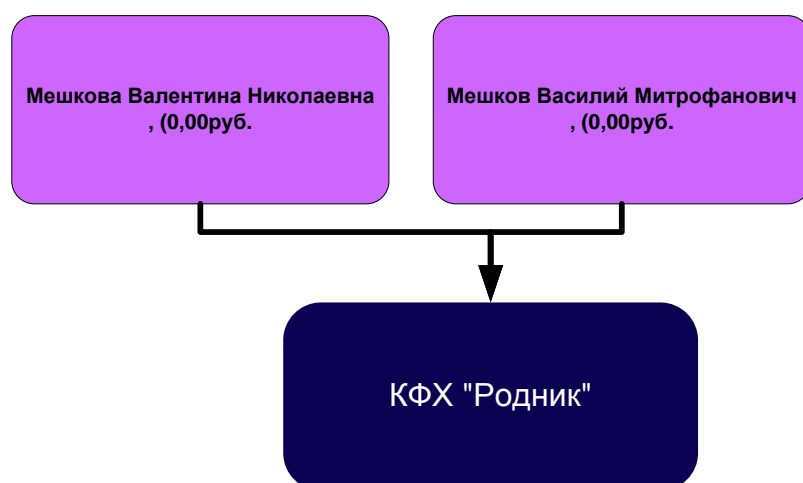 Мешкова Валентина Николаевна
, (0,00руб.
Мешков Василий Митрофанович
, (0,00руб.
КФХ "Родник"